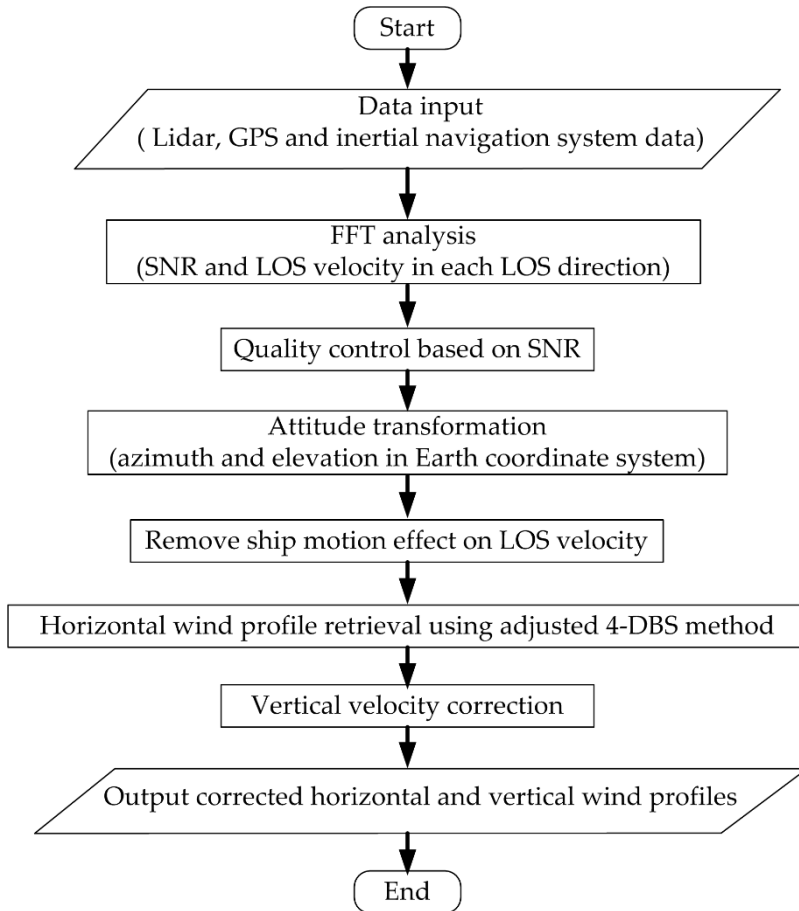 Start
Data input
( Lidar, GPS and inertial navigation system data)
FFT analysis
(SNR and LOS velocity in each LOS direction)
Quality control based on SNR
Attitude transformation
(azimuth and elevation in Earth coordinate system)
Remove ship motion effect on LOS velocity
Horizontal wind profile retrieval using adjusted 4-DBS method
Vertical velocity correction
Output corrected horizontal and vertical wind profiles
End